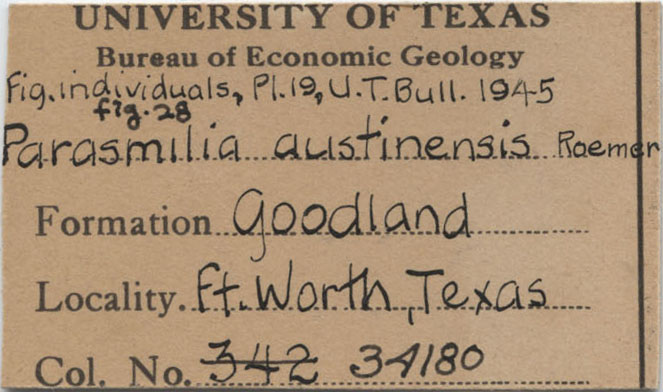 UNIVERSITY OF TEXAS
Bureau of Economic Geology
Fig.individuals, Pl.19, U.T.Bull. 1945
fig.28
Parasmilia austinensis Roemer
Formation Goodland
Locality. Ft. Worth, Texas
Col. No. 342 34180